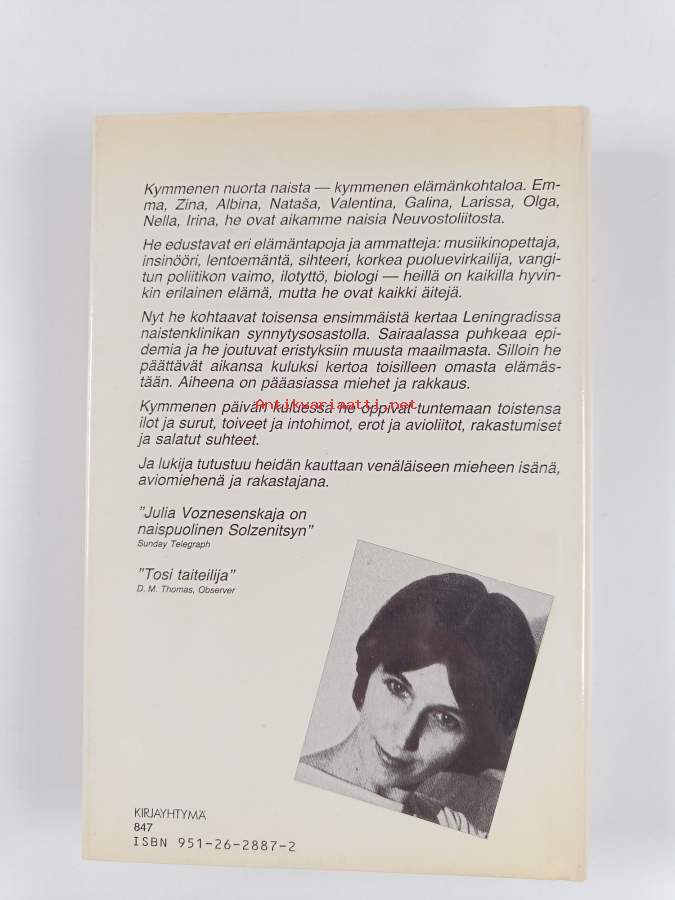 Kymmenen nuorta naista — kymmenen elämänkohtaloa. Em-
ma, Zina, Albina, Nataša, Valentina, Galina, Larissa, Olga,
Nella, Irina, he ovat aikamme naisia Neuvostoliitosta.
He edustavat eri elämäntapoja ja ammatteja: musiikinopettaja,
insinööri, lentoemäntä, sihteeri, korkea puoluevirkailija, vangi-
tun poliitikon vaimo, ilotyttö, biologi — heillä on kaikilla hyvin-
kin erilainen elämä, mutta he ovat kaikki äitejä.
Nyt he kohtaavat toisensa ensimmäistä kertaa Leningradissa
naistenklinikan synnytysosastolla. Sairaalassa puhkeaa epi-
demia ja he joutuvat eristyksiin muusta maailmasta. Silloin he
päättävät aikansa kuluksi kertoa toisilleen omasta elämäs-
tään. Aiheena on pääasiassa miehet ja rakkaus.
Antikvariaatti.net
Kymmenen päivän kuluessa he oppivat tuntemaan toistensa
ilot ja surut, toiveet ja intohimot, erot ja avioliitot, rakastumiset
ja salatut suhteet.
Ja lukija tutustuu heidän kauttaan venäläiseen mieheen isänä,
aviomiehenä ja rakastajana.
”Julia Voznesenskaja on
naispuolinen Solzenitsyn”
Sunday Telegraph
”Tosi taiteilija”
D. M. Thomas, Observer
KIRJAYHTYMÄ
847
ISBN 951-26-2887-2